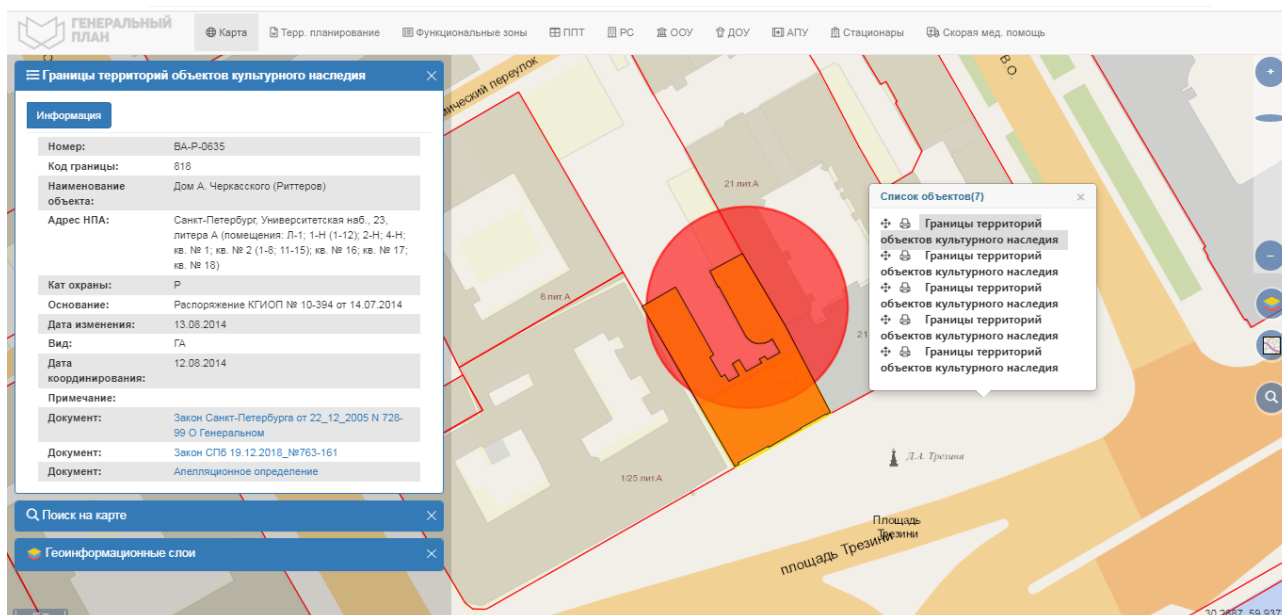 ГЕНЕРАЛЬНЫЙ
ПЛАН
Карта
Терр. планирование
Функциональные зоны
ППТ
РС
ООУ
ДОУ
АПУ
Стационары
Скорая мед. помощь
Границы территорий объектов культурного наследия
Информация
Номер: ВА-Р-0635
Код границы: 818
Наименование Дом А. Черкасского (Риттеров)
объекта:
Адрес НПА: Санкт-Петербург, Университетская наб., 23,
литера А (помещения: Л-1; 1-Н (1-12); 2-Н; 4-Н;
кв. № 1; кв. № 2 (1-8; 11-15); кв. № 16; кв. № 17;
кв. № 18)
Кат охраны: Р
Основание: Распоряжение КГИОП № 10-394 от 14.07.2014
Дата изменения: 13.08.2014
Вид: ГА
Дата 12.08.2014
координирования:
Примечание:
Документ: Закон Санкт-Петербурга от 22_12_2005 N 728-
99 О Генеральном
Документ: Закон СПб 19.12.2018_№763-161
Документ: Апелляционное определение
Поиск на карте
Геоинформационные слои
переулок
В О.
21 лит.А
8 лит.А
21
1/25 лит.А
Список объектов(7)
Границы территорий
объектов культурного наследия
Границы территорий
объектов культурного наследия
Границы территорий
объектов культурного наследия
Границы территорий
объектов культурного наследия
Границы территорий
объектов культурного наследия
Д.А. Трезини
Площадь
Трезини
площадь Трезини
30.2687, 59.937